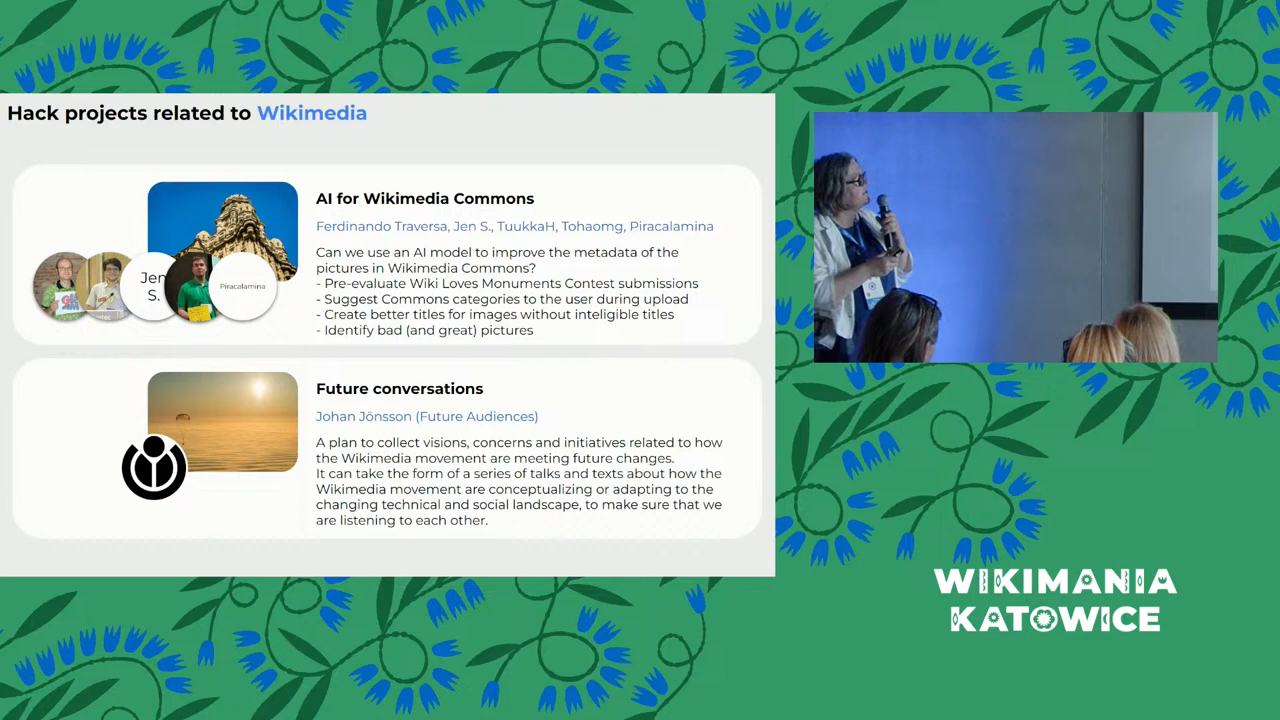 Hack projects related to Wikimedia
AI for Wikimedia Commons
Ferdinando Traversa, Jen S., TuukkaH, Tohaomg, Piracalamina
Can we use an AI model to improve the metadata of the
pictures in Wikimedia Commons?
- Pre-evaluate Wiki Loves Monuments Contest submissions
- Suggest Commons categories to the user during upload
- Create better titles for images without inteligible titles
- Identify bad (and great) pictures
Jen
S.
Piracalamina
Future conversations
Johan Jönsson (Future Audiences)
A plan to collect visions, concerns and initiatives related to how
the Wikimedia movement are meeting future changes.
It can take the form of a series of talks and texts about how the
Wikimedia movement are conceptualizing or adapting to the
changing technical and social landscape, to make sure that we
are listening to each other.
WIKIMANIA
KATOWICE